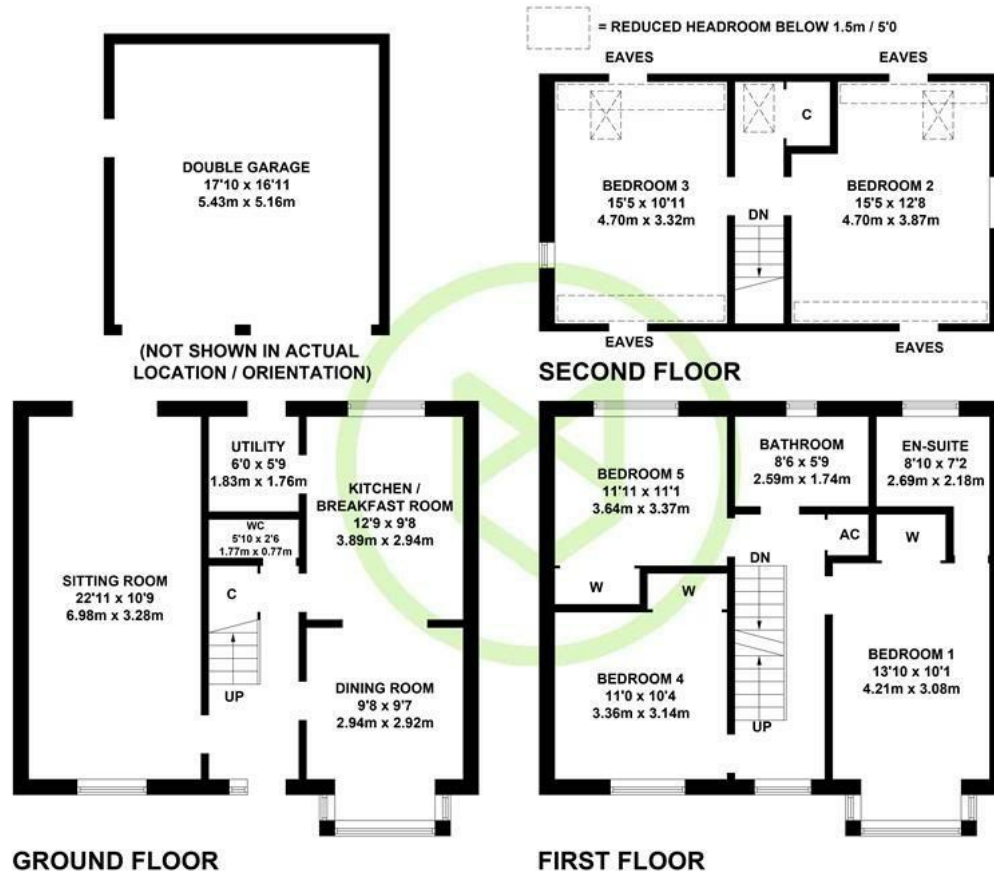 = REDUCED HEADROOM BELOW 1.5m / 5'0
DOUBLE GARAGE
17'10 x 16'11
5.43m x 5.16m
(NOT SHOWN IN ACTUAL
LOCATION / ORIENTATION)
EAVES
EAVES
C
BEDROOM 3
15'5 x 10'11
4.70m x 3.32m
DN
BEDROOM 2
15'5 x 12'8
4.70m x 3.87m
EAVES
EAVES
SECOND FLOOR
UTILITY
6'0 x 5'9
1.83m x 1.76m
KITCHEN /
BREAKFAST ROOM
12'9 x 9'8
3.89m x 2.94m
WC
5'10 x 2'6
1.77m x 0.77m
SITTING ROOM
22'11 x 10'9
6.98m x 3.28m
C
UP
DINING ROOM
9'8 x 9'7
2.94m x 2.92m
GROUND FLOOR
BEDROOM 5
11'11 x 11'1
3.64m x 3.37m
BATHROOM
8'6 x 5'9
2.59m x 1.74m
EN-SUITE
8'10 x 7'2
2.69m x 2.18m
AC
W
DN
W
W
BEDROOM 4
11'0 x 10'4
3.36m x 3.14m
UP
BEDROOM 1
13'10 x 10'1
4.21m x 3.08m
FIRST FLOOR